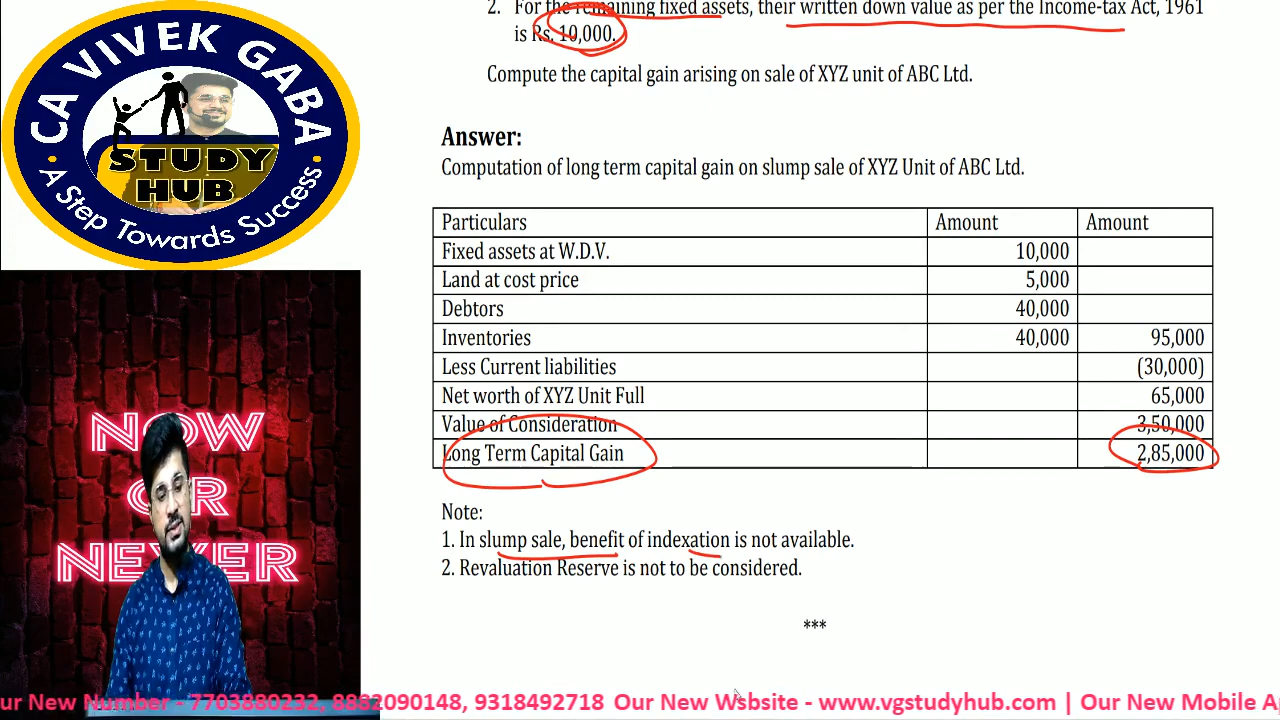 CA VIVEK GABA
STUDY
HUB
A Step Towards Success
NOW
OR
NEVER
2. For the remaining fixed assets, their written down value as per the Income-tax Act, 1961
is Rs. 10,000.
Compute the capital gain arising on sale of XYZ unit of ABC Ltd.
Answer:
Computation of long term capital gain on slump sale of XYZ Unit of ABC Ltd.
Particulars Amount Amount
Fixed assets at W.D.V. 10,000
Land at cost price 5,000
Debtors 40,000
Inventories 40,000 95,000
Less Current liabilities (30,000)
Net worth of XYZ Unit Full 65,000
Value of Consideration 3,50,000
Long Term Capital Gain 2,85,000
Note:
1. In slump sale, benefit of indexation is not available.
2. Revaluation Reserve is not to be considered.
***
ur New Number - 7703880232, 8882090148, 9318492718 Our New Website - www.vgstudyhub.com | Our New Mobile A